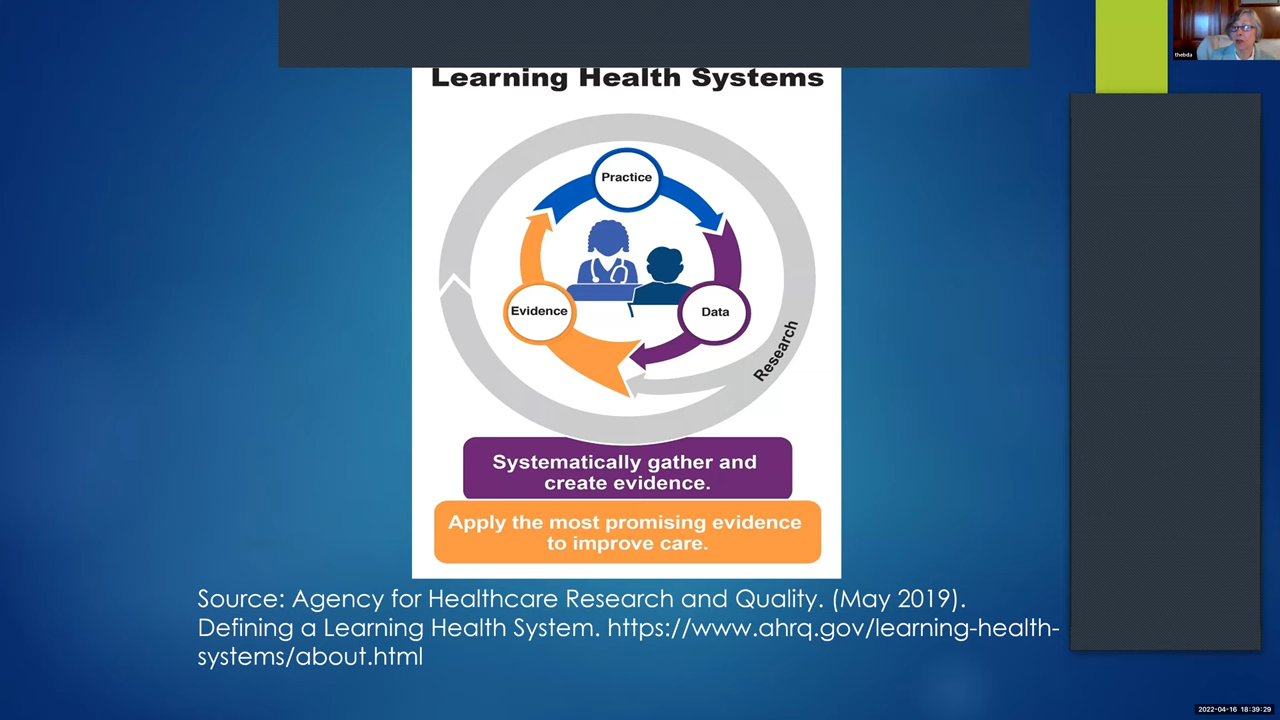 thebda
Learning Health Systems
Practice
Evidence
Data
Research
Systematically gather and
create evidence.
Apply the most promising evidence
to improve care.
Source: Agency for Healthcare Research and Quality. (May 2019).
Defining a Learning Health System. https://www.ahrq.gov/learning-health-
systems/about.html
2022-04-16 18:39:29